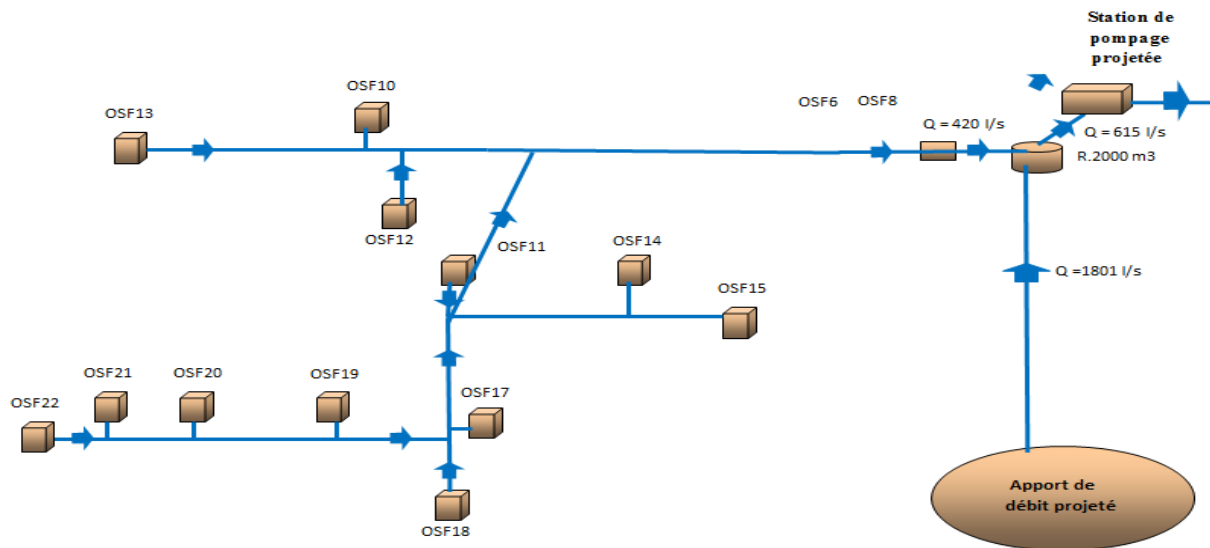 Station de
pompage
projetée
OSF10
OSF13
OSF6 OSF8
Q = 420 l/s
Q = 615 l/s
R.2000 m3
OSF12
OSF11
OSF14
OSF15
Q =1801 l/s
OSF21
OSF20
OSF19
OSF17
OSF22
OSF18
Apport de
débit projeté